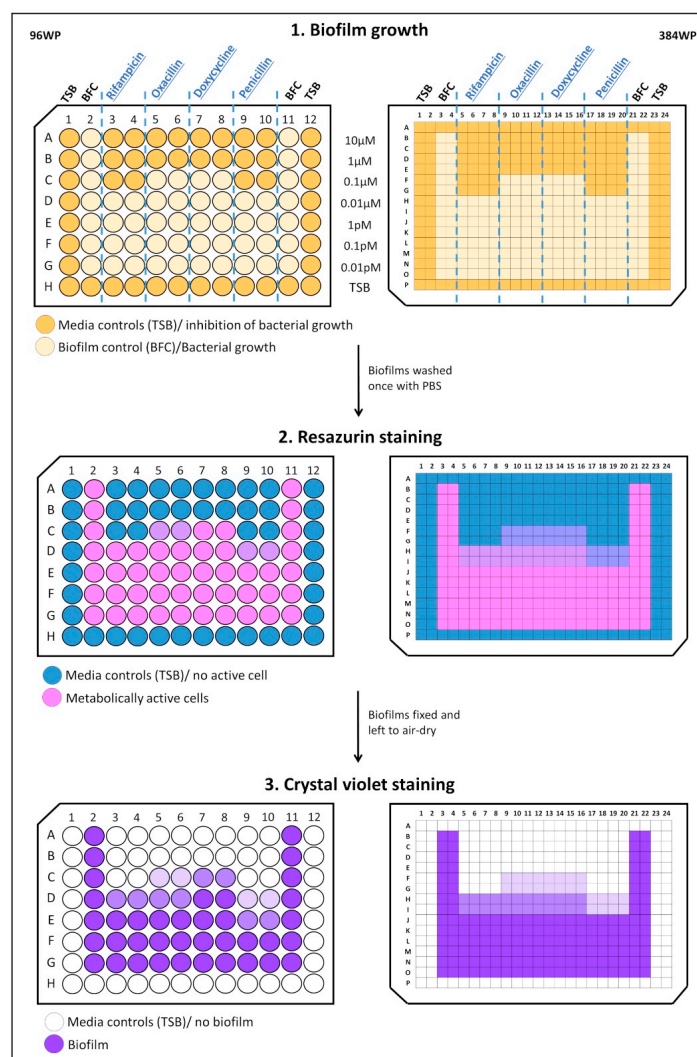 1. Biofilm growth
96WP
384WP
TSB
BFC
Rifampicin
Oxacillin
Doxycycline
Penicillin
BFC
TSB
TSB
BFC
Rifampicin
Oxacillin
Doxycycline
Penicillin
BFC
TSB
1 2 3 4 5 6 7 8 9 10 11 12
1 2 3 4 5 6 7 8 9 10 11 12 13 14 15 16 17 18 19 20 21 22 23 24
A
B
C
D
E
F
G
H
10µM
1µM
0.1µM
0.01µM
1pM
0.1pM
0.01pM
TSB
A
B
C
D
E
F
G
H
I
K
L
M
N
O
P
Media controls (TSB)/ inhibition of bacterial growth
Biofilm control (BFC)/Bacterial growth
Biofilms washed
once with PBS
2. Resazurin staining
1 2 3 4 5 6 7 8 9 10 11 12
1 2 3 4 5 6 7 8 9 10 11 12 13 14 15 16 17 18 19 20 21 22 23 24
A
B
C
D
E
F
G
H
A
B
C
D
E
F
G
H
I
K
L
M
N
O
P
Media controls (TSB)/ no active cell
Metabolically active cells
Biofilms fixed and
left to air-dry
3. Crystal violet staining
1 2 3 4 5 6 7 8 9 10 11 12
1 2 3 4 5 6 7 8 9 10 11 12 13 14 15 16 17 18 19 20 21 22 23 24
A
B
C
D
E
F
G
H
A
B
C
D
E
F
G
H
I
K
L
M
N
O
P
Media controls (TSB)/ no biofilm
Biofilm